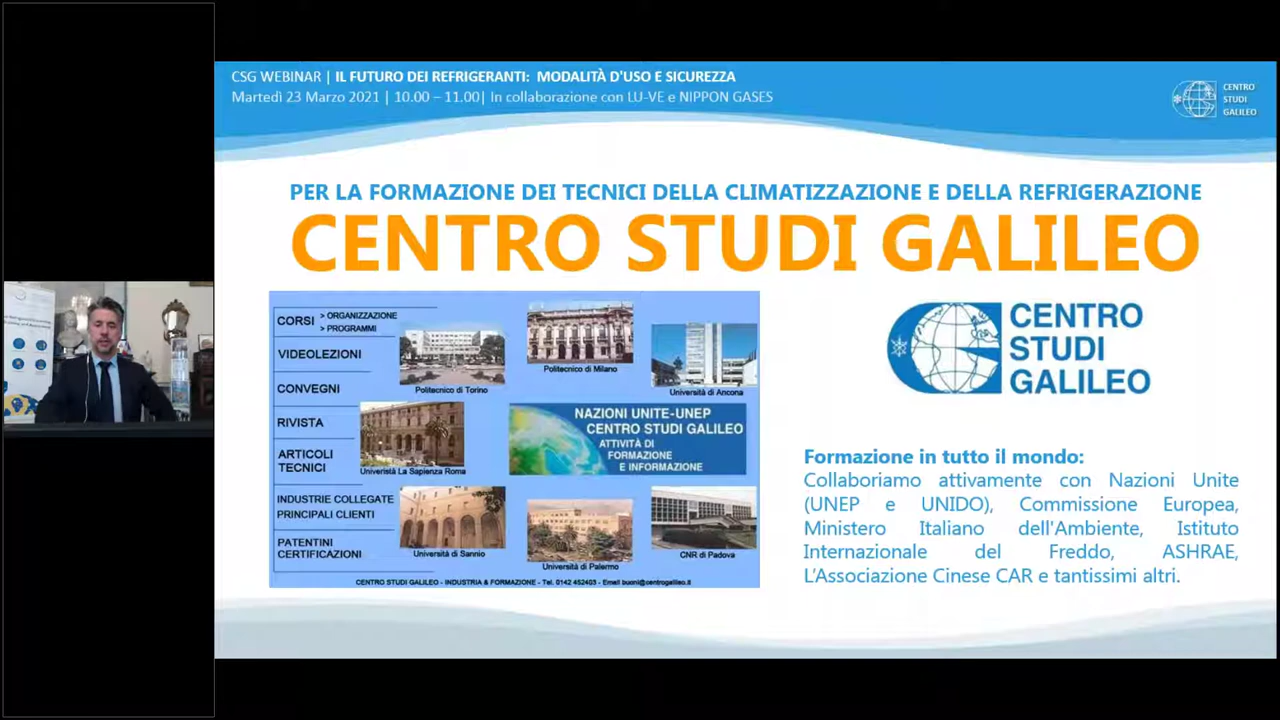 CSG WEBINAR | IL FUTURO DEI REFRIGERANTI: MODALITÀ D'USO E SICUREZZA
Martedì 23 Marzo 2021 | 10.00 – 11.00| In collaborazione con LU-VE e NIPPON GASES
CENTRO
STUDI
GALILEO
PER LA FORMAZIONE DEI TECNICI DELLA CLIMATIZZAZIONE E DELLA REFRIGERAZIONE
CENTRO STUDI GALILEO
CORSI > ORGANIZZAZIONE
> PROGRAMMI
VIDEOLEZIONI
CONVEGNI
RIVISTA
ARTICOLI
TECNICI
INDUSTRIE COLLEGATE
PRINCIPALI CLIENTI
PATENTINI
CERTIFICAZIONI
Politecnico di Torino
Politecnico di Milano
Università di Ancona
Univeristà La Sapienza Roma
NAZIONI UNITE-UNEP
CENTRO STUDI GALILEO
ATTIVITÀ DI
FORMAZIONE
E INFORMAZIONE
Università di Sannio
Università di Palermo
CNR di Padova
CENTRO STUDI GALILEO - INDUSTRIA & FORMAZIONE - Tel. 0142 452403 - Email buoni@centrogalileo.it
CENTRO
STUDI
GALILEO
Formazione in tutto il mondo:
Collaboriamo attivamente con Nazioni Unite
(UNEP e UNIDO), Commissione Europea,
Ministero Italiano dell'Ambiente, Istituto
Internazionale del Freddo, ASHRAE,
L'Associazione Cinese CAR e tantissimi altri.